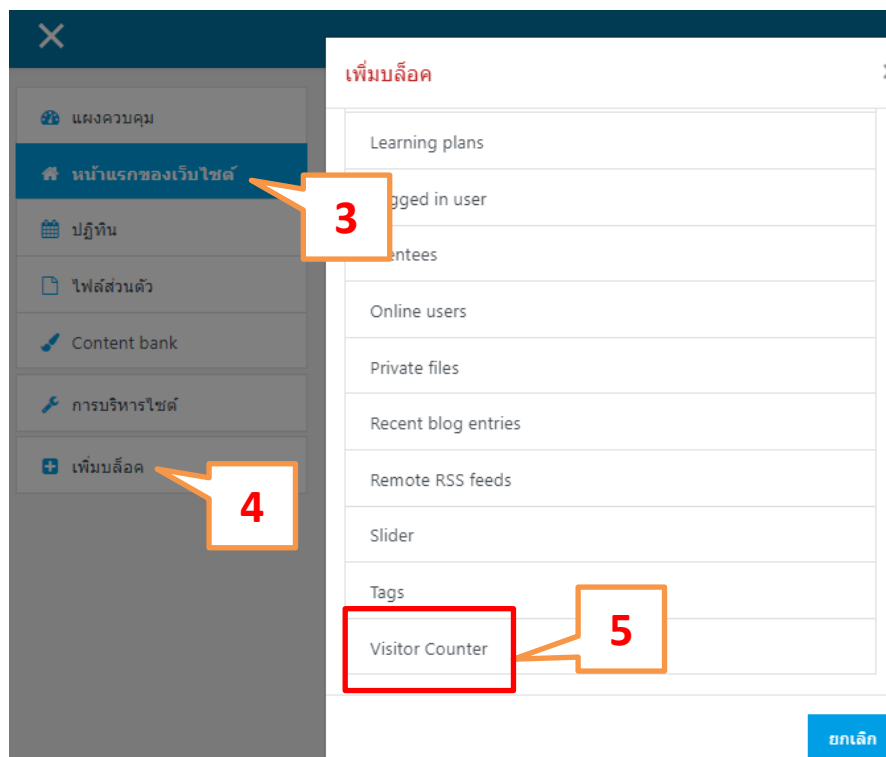 แผงควบคุม
หน้าแรกของเว็บไซต์
ปฏิทิน
ไฟล์ส่วนตัว
Content bank
การบริหารไซต์
เพิ่มบล็อค
3
4
เพิ่มบล็อค
Learning plans
gged in user
entees
Online users
Private files
Recent blog entries
Remote RSS feeds
Slider
Tags
Visitor Counter
5
ยกเลิก